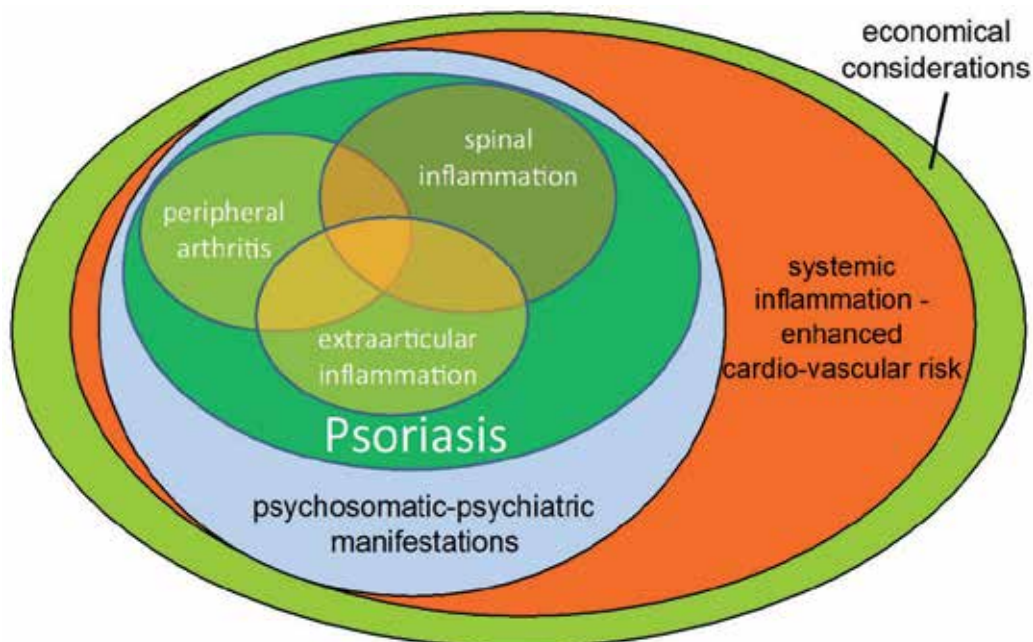 economical
considerations
spinal
inflammation
peripheral
arthritis
systemic
inflammation -
enhanced
cardio-vascular risk
extraarticular
inflammation
Psoriasis
psychosomatic-psychiatric
manifestations